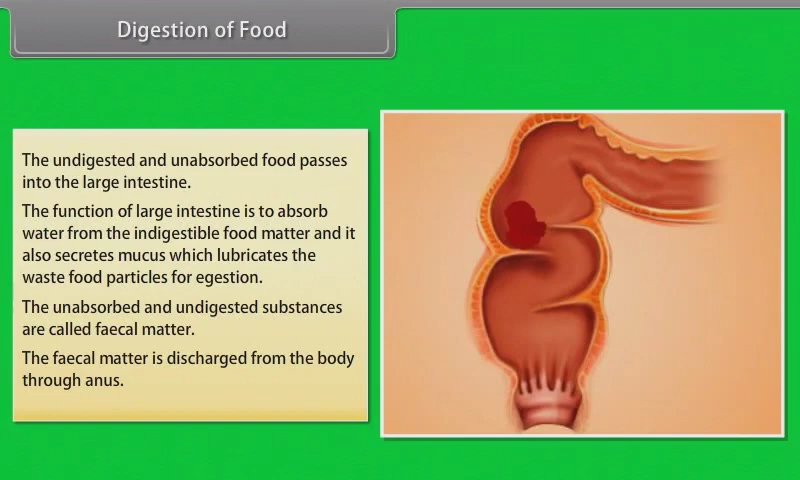 Digestion of Food
The undigested and unabsorbed food passes
into the large intestine.
The function of large intestine is to absorb
water from the indigestible food matter and it
also secretes mucus which lubricates the
waste food particles for egestion.
The unabsorbed and undigested substances
are called faecal matter.
The faecal matter is discharged from the body
through anus.